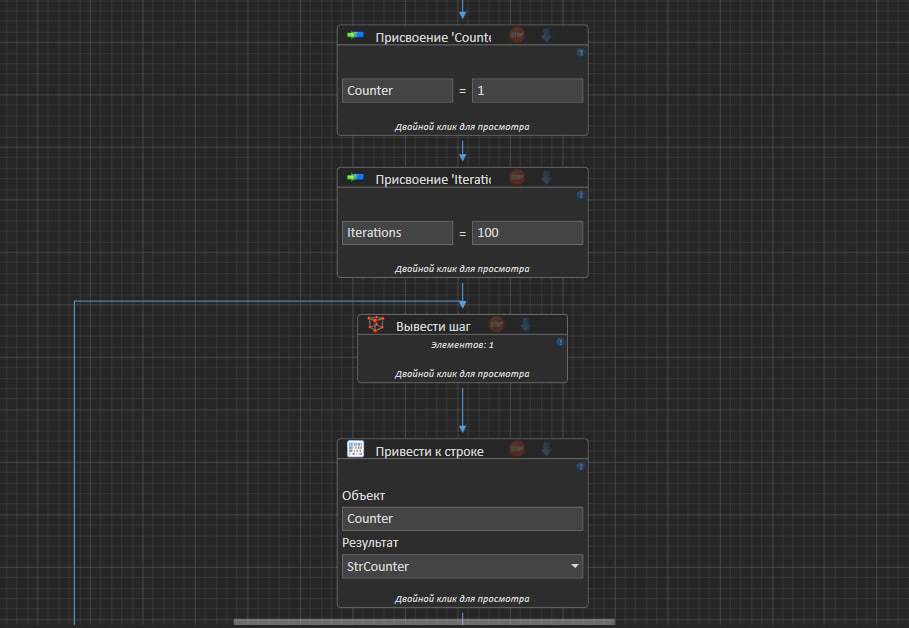 Присвоение 'Counte
Counter = 1
Двойной клик для просмотра
Присвоение 'Iteratio
Iterations = 100
Двойной клик для просмотра
Вывести шаг
Элементов: 1
Двойной клик для просмотра
Привести к строке
Объект
Counter
Результат
StrCounter
Двойной клик для просмотра